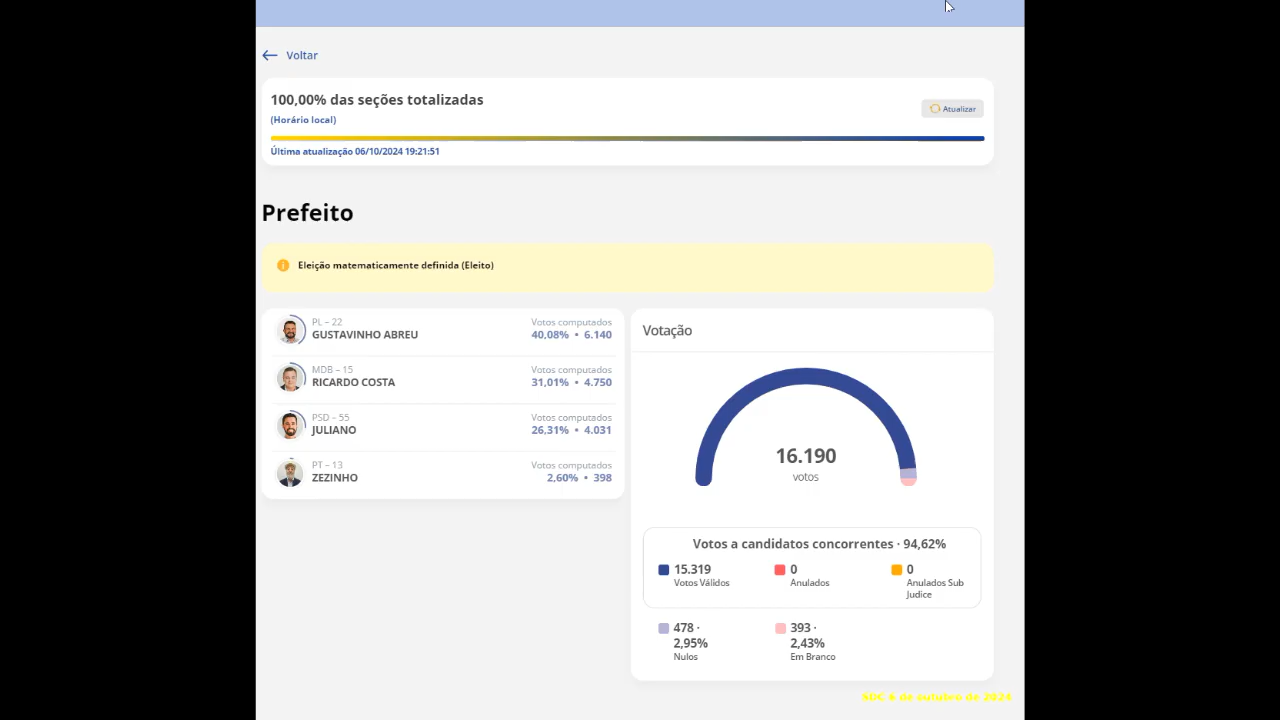 Voltar
100,00% das seções totalizadas
(Horário local)
Atualizar
Última atualização 06/10/2024 19:21:51
Prefeito
Eleição matematicamente definida (Eleito)
PL – 22
Votos computados
GUSTAVINHO ABREU
40,08% • 6.140
MDB – 15
Votos computados
RICARDO COSTA
31,01% • 4.750
PSD – 55
Votos computados
JULIANO
26,31% • 4.031
PT – 13
Votos computados
ZEZINHO
2,60% • 398
Votação
16.190
votos
Votos a candidatos concorrentes · 94,62%
15.319
Votos Válidos
0
Anulados
0
Anulados Sub
Judice
478 ·
2,95%
Nulos
393 ·
2,43%
Em Branco
SOC 6 de outubro de 2024